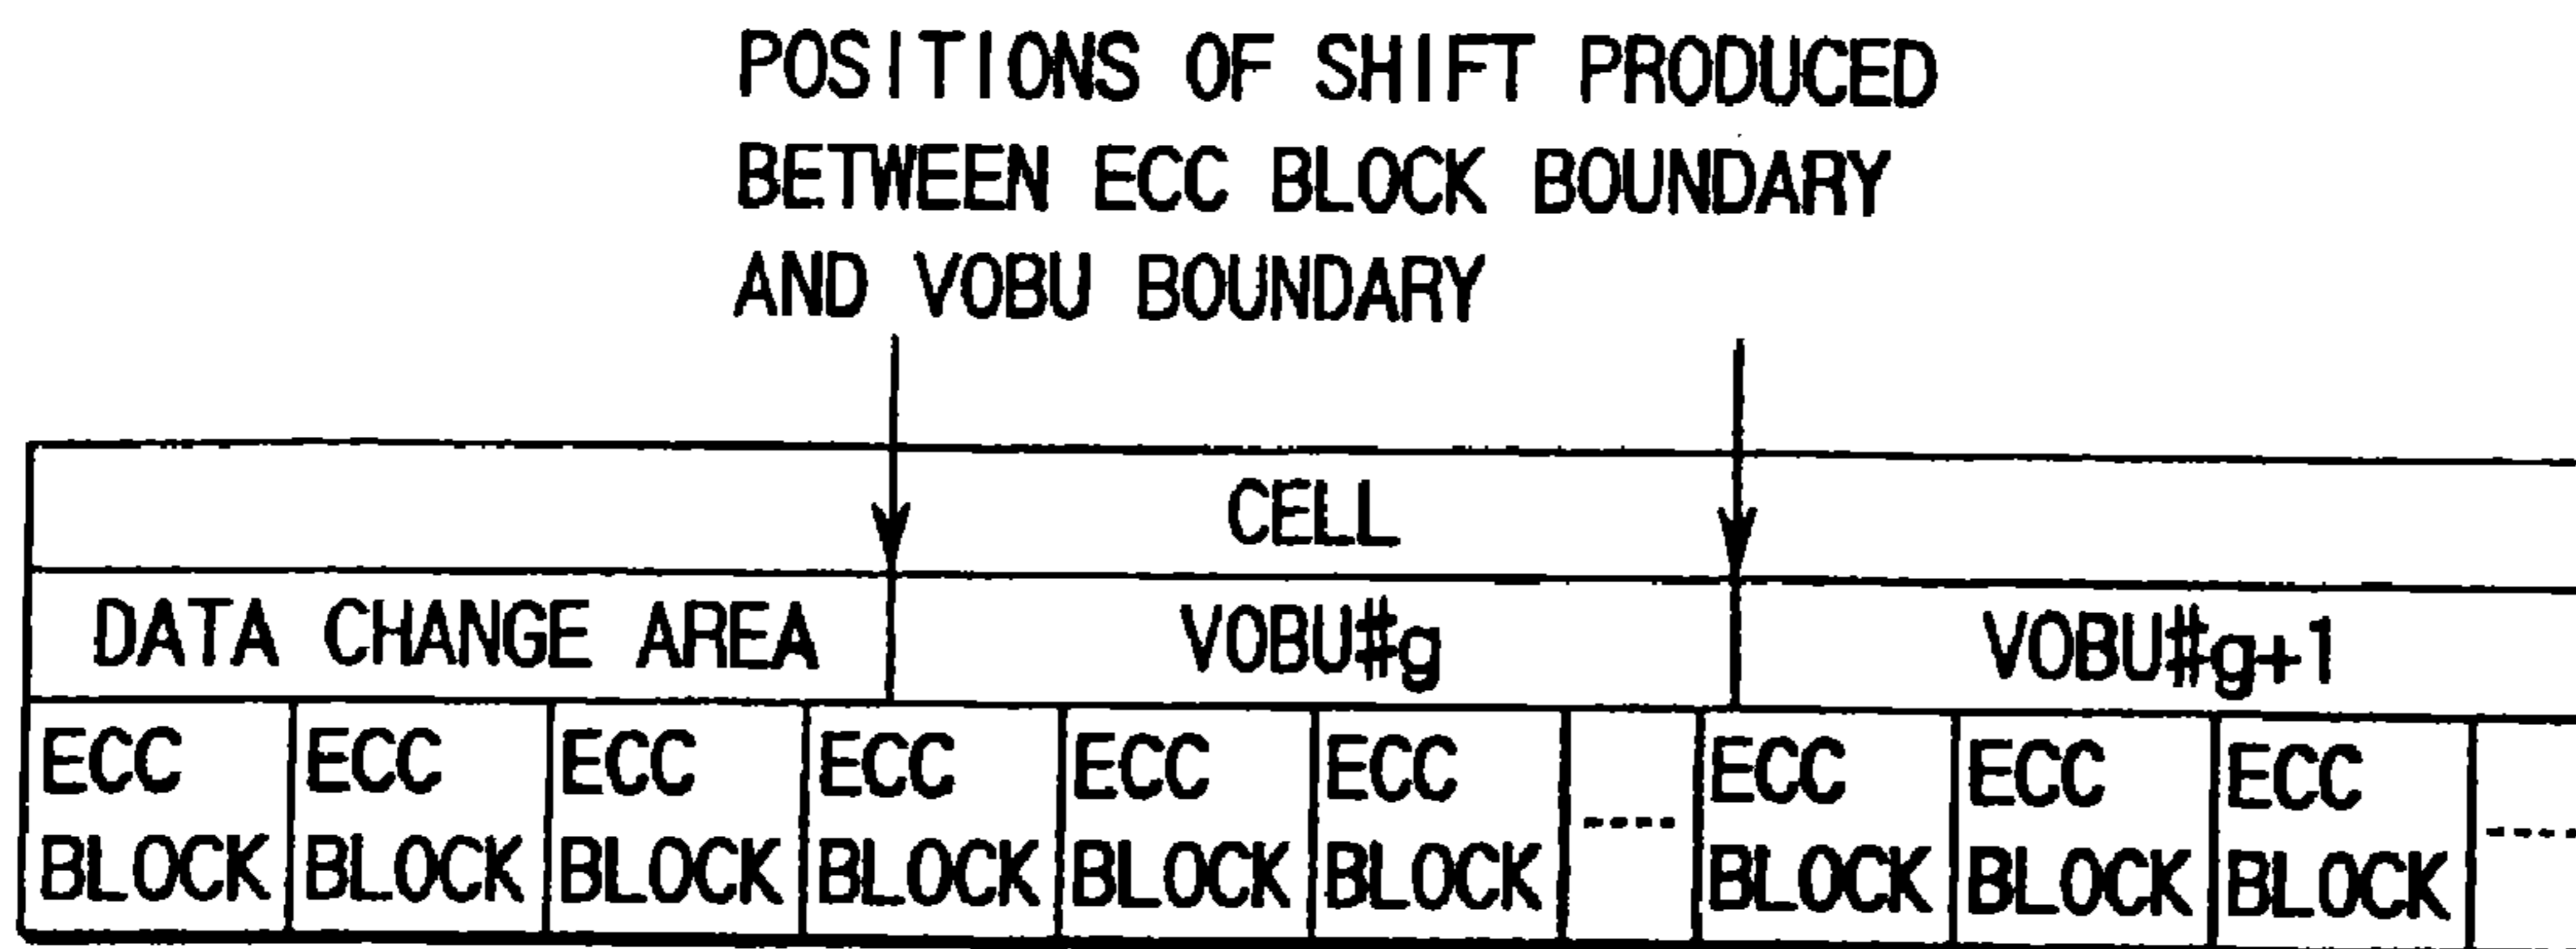 POSITIONS OF SHIFT PRODUCED
BETWEEN ECC BLOCK BOUNDARY
AND VOBU BOUNDARY
CELL
DATA CHANGE AREA VOBU#g VOBU#g+1
ECC ECC ECC ECC ECC ECC ECC ECC ECC
BLOCK BLOCK BLOCK BLOCK BLOCK BLOCK BLOCK BLOCK BLOCK